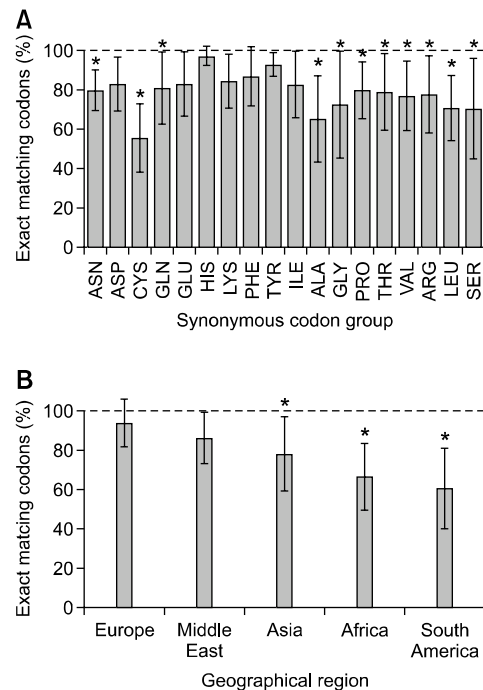 A
Exact matching codons (%)
100
80
60
40
20
0
* * * * * * * * * * *
ASN ASP CYS GLN GLU HIS LYS PHE TYR ILE ALA GLY PRO THR VAL ARG LEU SER
Synonymous codon group
B
Exact matcing codons (%)
100
80
60
40
20
0
* * *
Europe Middle East Asia Africa South America
Geographical region